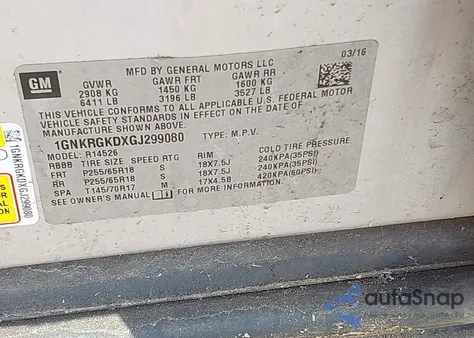 GM
MFD BY GENERAL MOTORS LLC
03/16
GVWR GAWR FRT GAWR RR
2908 KG 1450 KG 1600 KG
6411 LB 3196 LB 3527 LB
THIS VEHICLE CONFORMS TO ALL APPLICABLE U.S. FEDERAL MOTOR
VEHICLE SAFETY STANDARDS IN EFFECT ON THE DATE OF
MANUFACTURE SHOWN ABOVE.
1GNKRGKDXGJ299080 TYPE: M.P.V.
MODEL: R14526
RBBB TIRE SIZE SPEED RTG RIM COLD TIRE PRESSURE
FRT P255/65R18 S 18X7.5J 240KPA(35PSI)
RR P255/65R18 S 18X7.5J 240KPA(35PSI)
SPA T145/70R17 M 17X4.5B 420KPA(60PSI)
SEE OWNER'S MANUAL
GKDXGJ299080
autoSnap